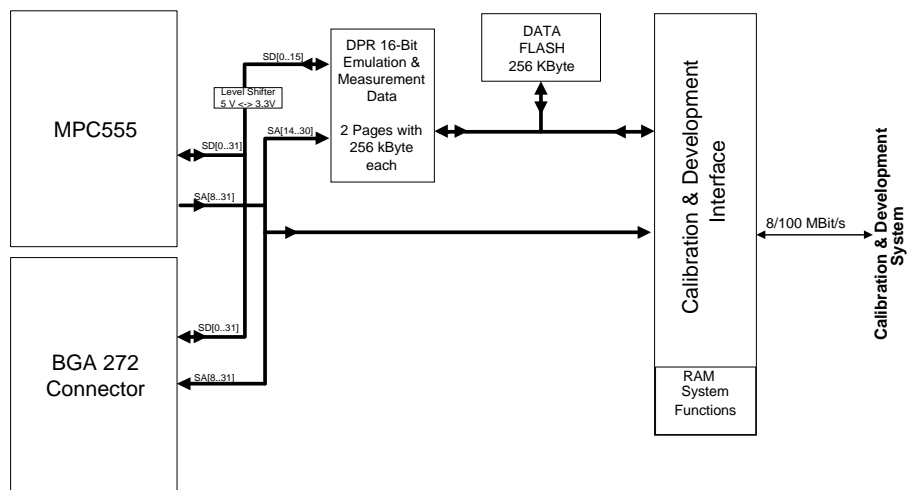 MPC555
BGA 272
Connector
SD[0..15]
Level Shifter
5 V <-> 3.3V
SD[0..31]
SA[14..30]
SA[8..31]
SD[0..31]
SA[8..31]
DPR 16-Bit
Emulation &
Measurement
Data
2 Pages with
256 kByte
each
DATA
FLASH
256 KByte
Calibration & Development
Interface
RAM
System
Functions
8/100 MBit/s
Calibration & Development
System